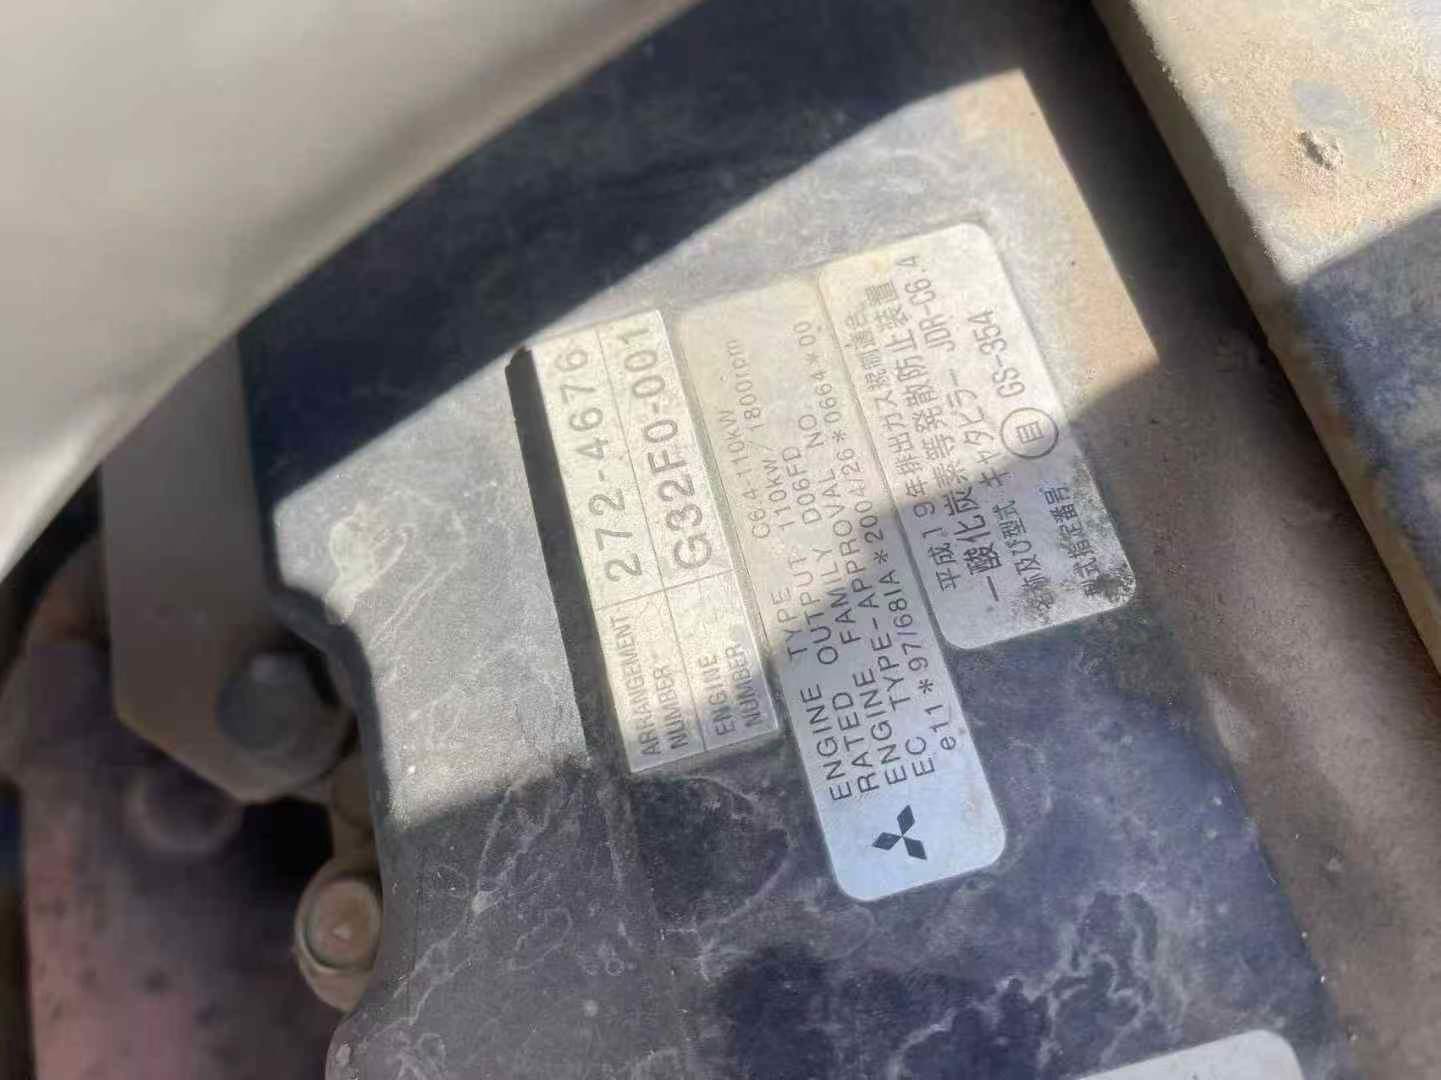 ARRANGEMENT NUMBER 272-4676
ENGINE NUMBER G32F0-001
ENGINE TYPE C6.4-110kW
RATED OUTPUT 110kW/1800rpm
ENGINE FAMILY D06FD
EC TYPE-APPROVAL NO.
e11*97/68IA*2004/26*0664*00
平成19年排出ガス規制適合
一酸化炭素等発散防止装置
名称及び型式 キャタピラー JDR-C6.4
型式指定番号 自 GS-354